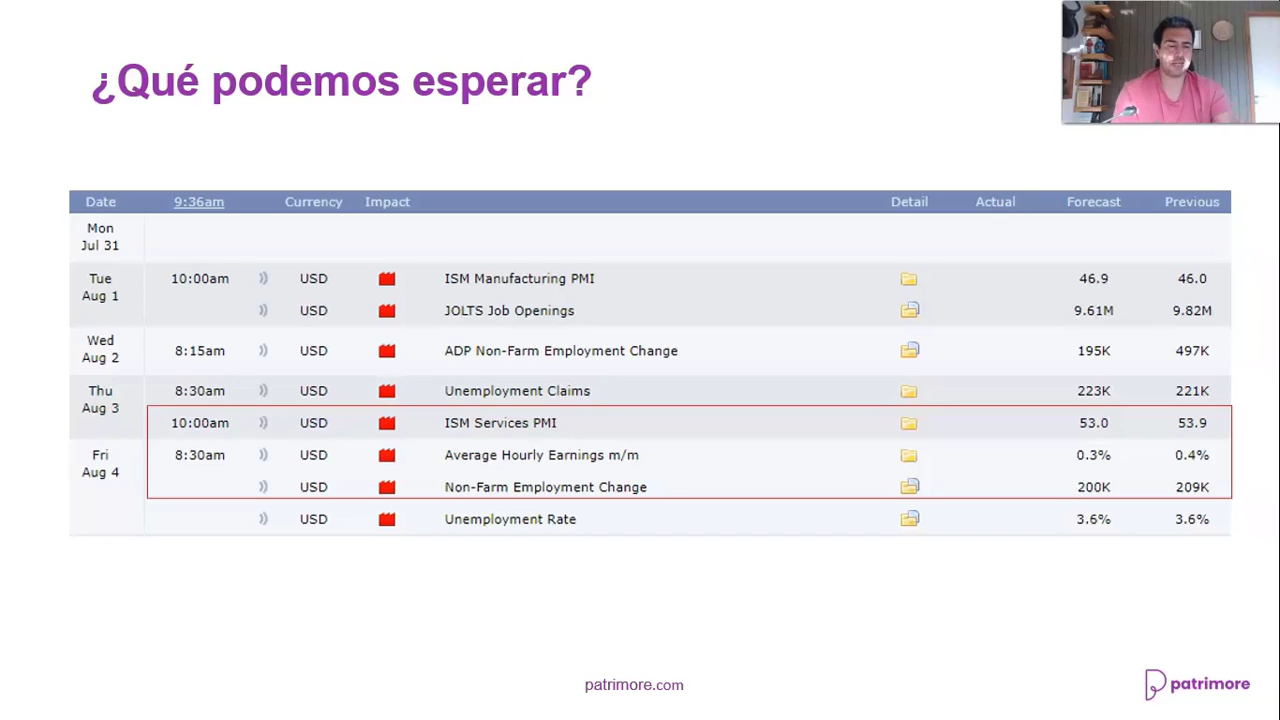 ¿Qué podemos esperar?
Date 9:36am Currency Impact Detail Actual Forecast Previous
Mon
Jul 31
Tue
Aug 1
10:00am USD ISM Manufacturing PMI 46.9 46.0
USD JOLTS Job Openings 9.61M 9.82M
Wed
Aug 2
8:15am USD ADP Non-Farm Employment Change 195K 497K
Thu
Aug 3
8:30am USD Unemployment Claims 223K 221K
10:00am USD ISM Services PMI 53.0 53.9
Fri
Aug 4
8:30am USD Average Hourly Earnings m/m 0.3% 0.4%
USD Non-Farm Employment Change 200K 209K
USD Unemployment Rate 3.6% 3.6%
patrimore.com
patrimore